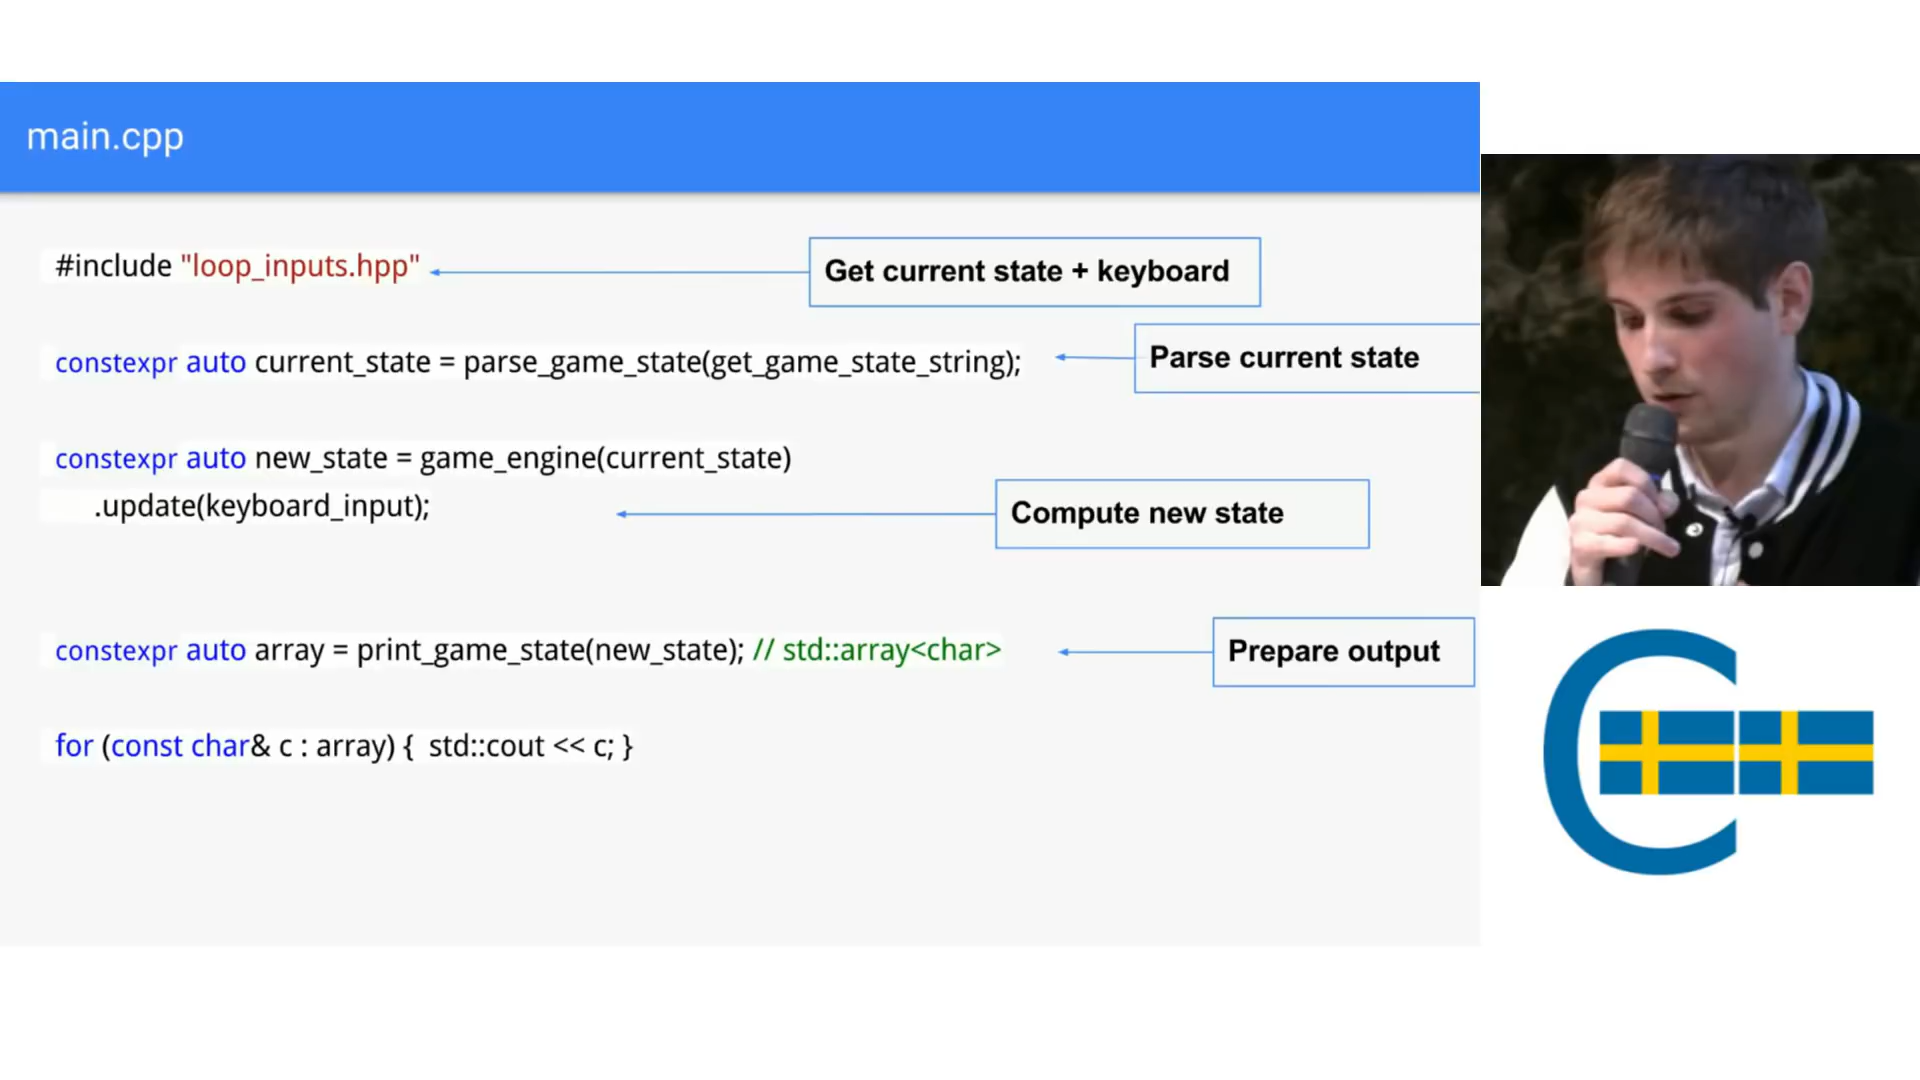 main.cpp
#include "loop_inputs.hpp"
Get current state + keyboard
constexpr auto current_state = parse_game_state(get_game_state_string);
Parse current state
constexpr auto new_state = game_engine(current_state)
.update(keyboard_input);
Compute new state
constexpr auto array = print_game_state(new_state); // std::array<char>
Prepare output
for (const char& c : array) { std::cout << c; }
C